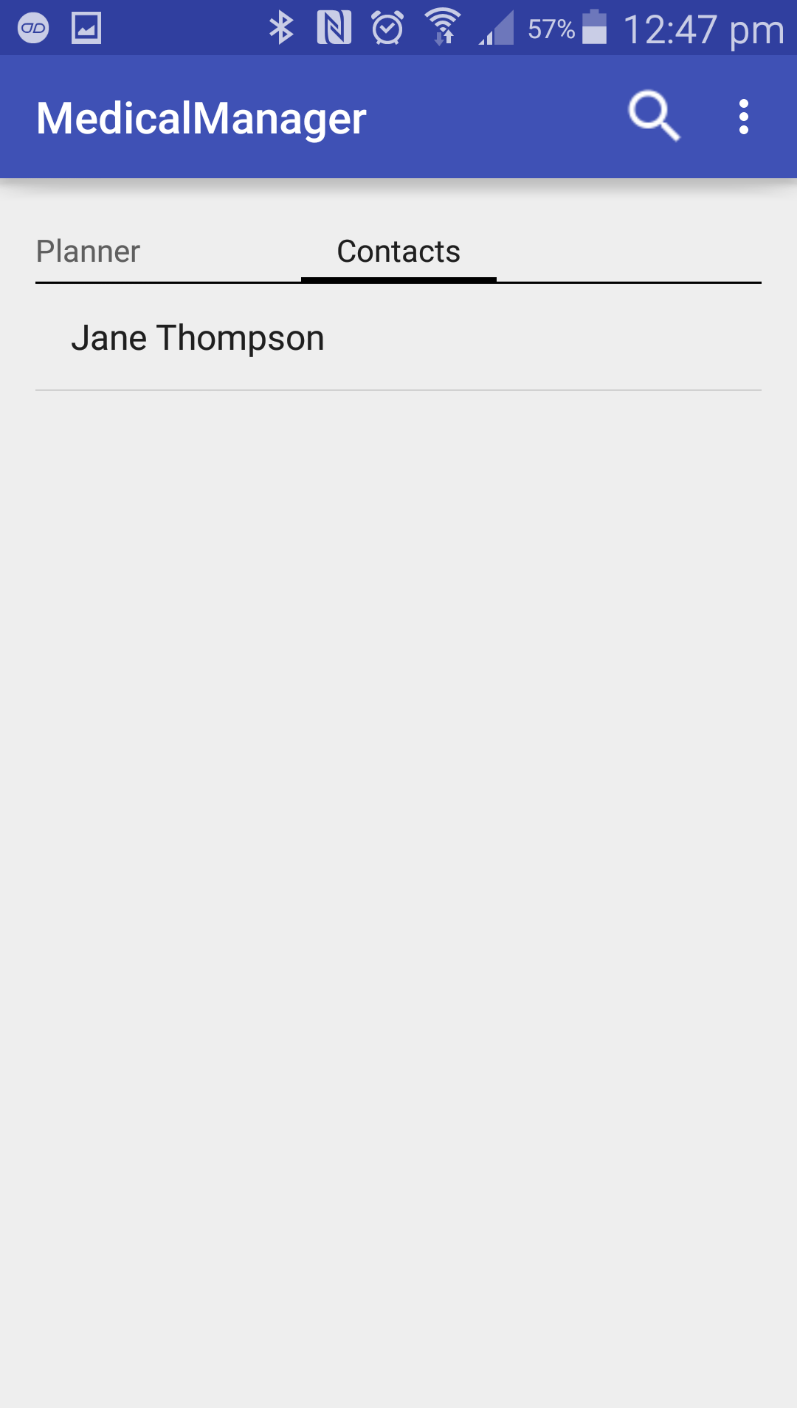 57% 12:47 pm
MedicalManager
Planner Contacts
Jane Thompson